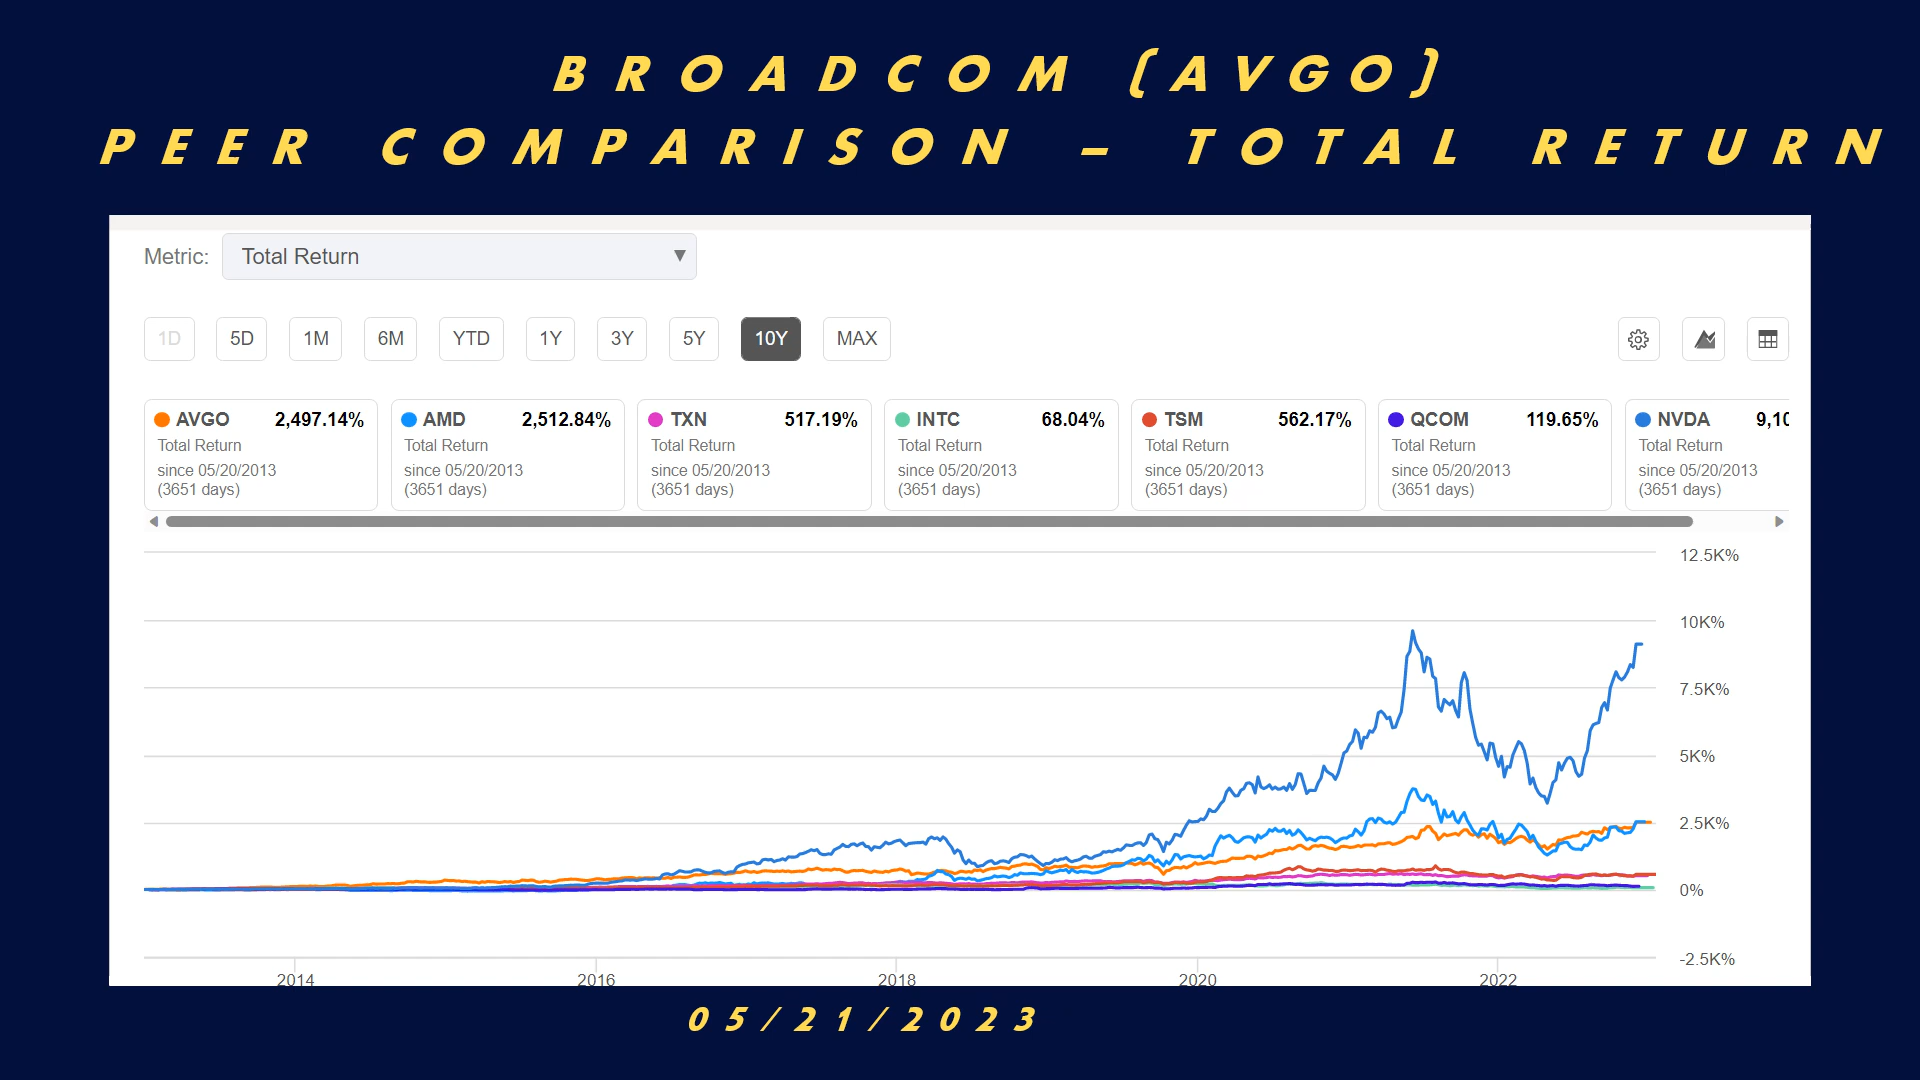 BROADCOM (AVGO)
PEER COMPARISON – TOTAL RETURN
Metric: Total Return ▼
1D 5D 1M 6M YTD 1Y 3Y 5Y 10Y MAX
AVGO 2,497.14% AMD 2,512.84% TXN 517.19% INTC 68.04% TSM 562.17% QCOM 119.65% NVDA 9,10
Total Return Total Return Total Return Total Return Total Return Total Return Total Return
since 05/20/2013 since 05/20/2013 since 05/20/2013 since 05/20/2013 since 05/20/2013 since 05/20/2013 since 05/20/2013
(3651 days) (3651 days) (3651 days) (3651 days) (3651 days) (3651 days) (3651 days)
12.5K%
10K%
7.5K%
5K%
2.5K%
0%
-2.5K%
2014 2016 2018 2020 2022
05/21/2023